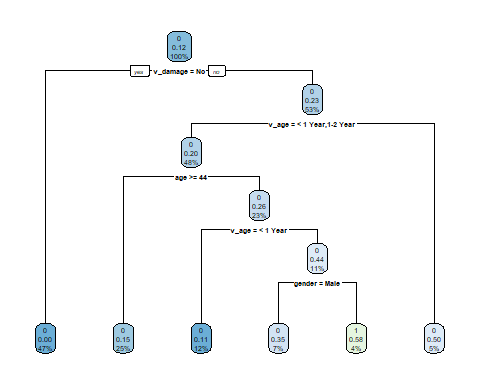 0
0.12
100%
yes v_damage = No no
0
0.23
53%
v_age = < 1 Year,1-2 Year
0
0.20
48%
age >= 44
0
0.26
23%
v_age = < 1 Year
0
0.44
11%
gender = Male
0 0 0 0 1 0
0.00 0.15 0.11 0.35 0.58 0.50
47% 25% 12% 7% 4% 5%